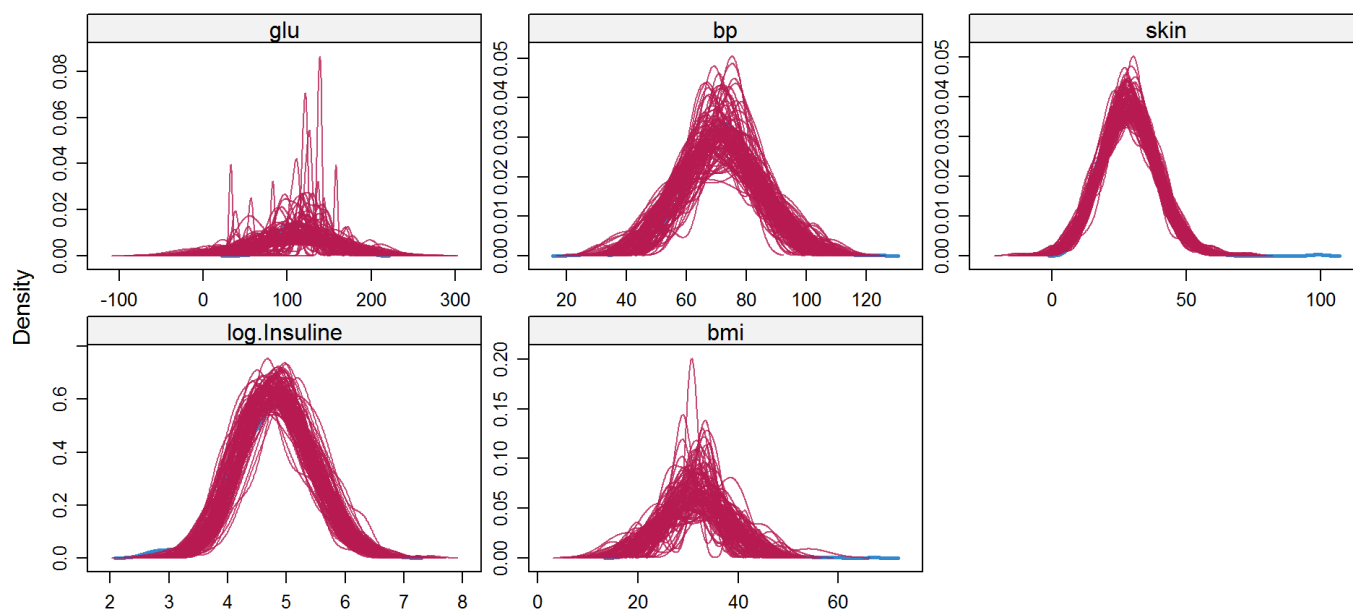 glu
0.00 0.02 0.04 0.06 0.08
-100 0 100 200 300
bp
0.00 0.01 0.02 0.03 0.04 0.05
20 40 60 80 100 120
skin
0.00 0.01 0.02 0.03 0.04 0.05
0 50 100
Density
log.Insuline
0.0 0.2 0.4 0.6
2 3 4 5 6 7 8
bmi
0.00 0.05 0.10 0.15 0.20
0 20 40 60